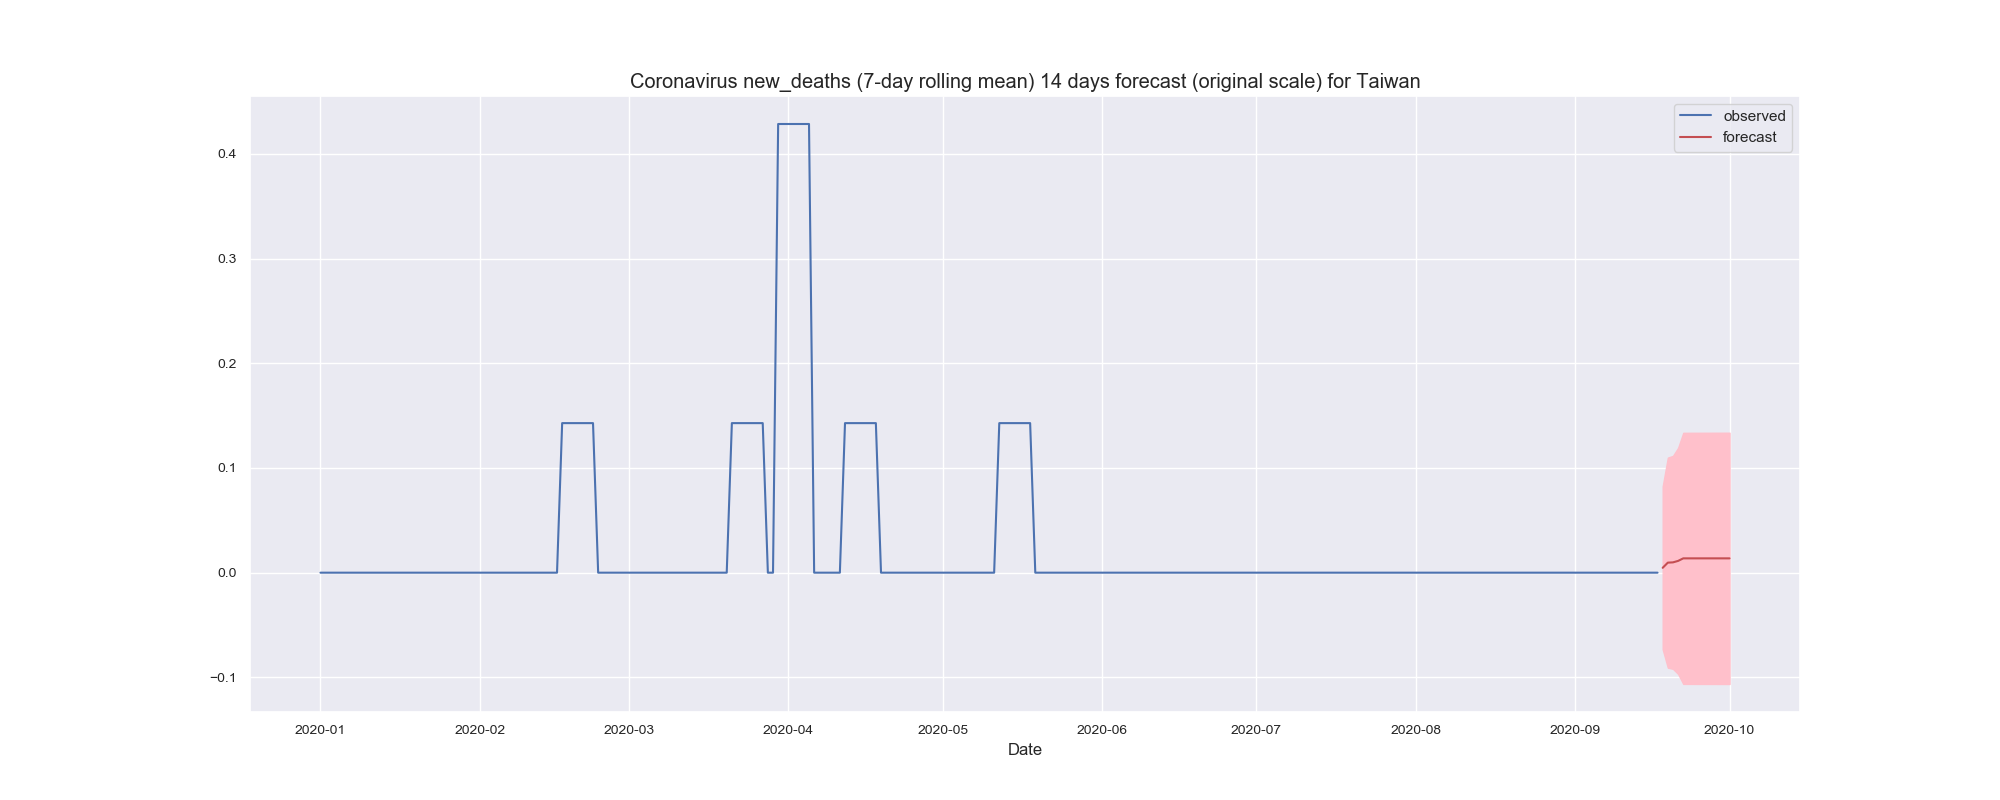 Coronavirus new_deaths (7-day rolling mean) 14 days forecast (original scale) for Taiwan
observed
forecast
0.4
0.3
0.2
0.1
0.0
−0.1
2020-01 2020-02 2020-03 2020-04 2020-05 2020-06 2020-07 2020-08 2020-09 2020-10
Date